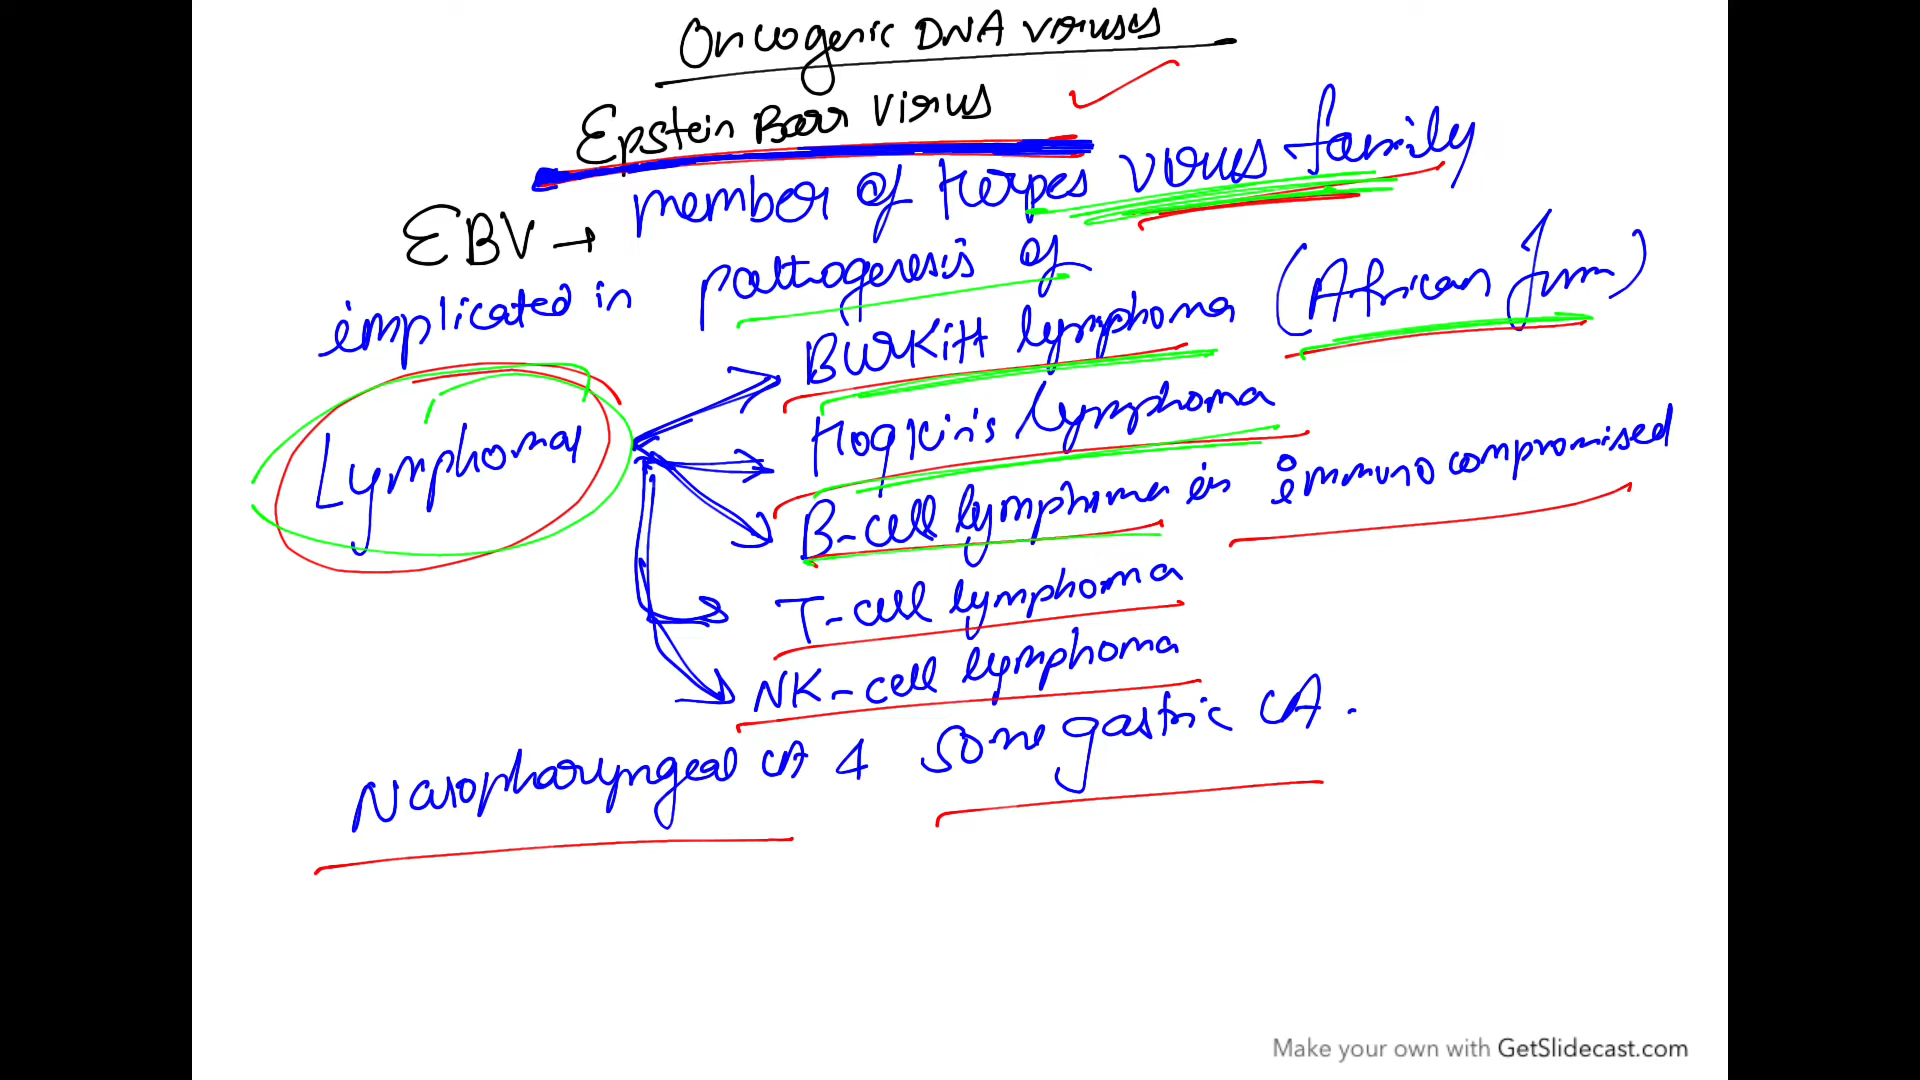 Oncogenic DNA viruses
Epstein Barr Virus
EBV → member of Herpes virus family
implicated in pathogenesis of
Burkitt lymphoma (African form)
Hogkin's lymphoma
Lymphomas
B-cell lymphoma in immunocompromised
T-cell lymphoma
NK-cell lymphoma
Nasopharyngeal CA & Some gastric CA.
Make your own with GetSlidecast.com